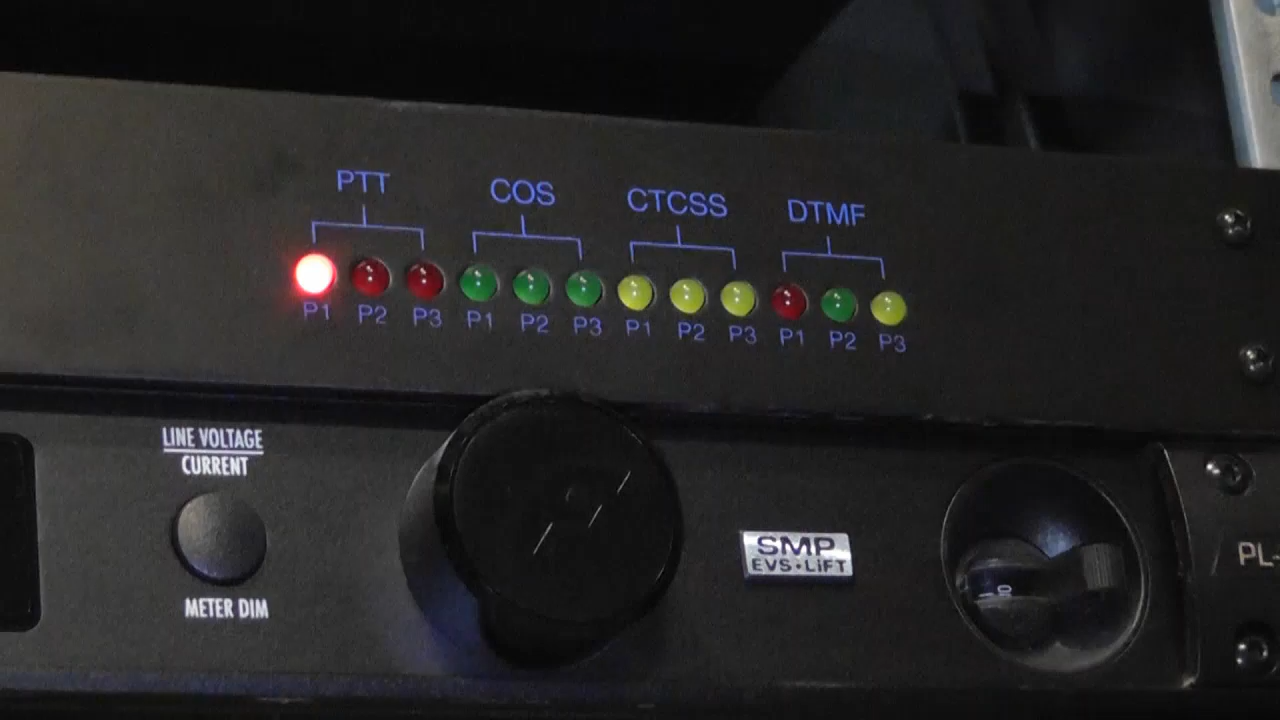 PTT COS CTCSS DTMF
P1 P2 P3 P1 P2 P3 P1 P2 P3 P1 P2 P3
LINE VOLTAGE
CURRENT
METER DIM
SMP
EVS•LiFT
PL-